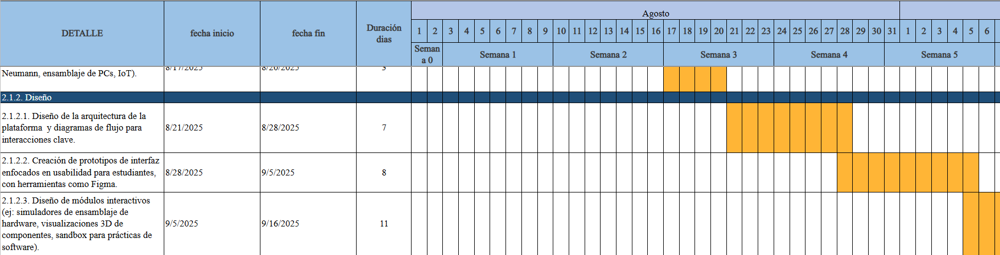 Agosto
DETALLE fecha inicio fecha fin Duración
dias
1 2 3 4 5 6 7 8 9 10 11 12 13 14 15 16 17 18 19 20 21 22 23 24 25 26 27 28 29 30 31 1 2 3 4 5 6
Seman
a 0
Semana 1 Semana 2 Semana 3 Semana 4 Semana 5
Neumann, ensamblaje de PCs, IoT). 8/17/2025 8/20/2025 3
2.1.2. Diseño
2.1.2.1. Diseño de la arquitectura de la
plataforma  y diagramas de flujo para
interacciones clave.
8/21/2025 8/28/2025 7
2.1.2.2. Creación de prototipos de interfaz
enfocados en usabilidad para estudiantes,
con herramientas como Figma.
8/28/2025 9/5/2025 8
2.1.2.3. Diseño de módulos interactivos
(ej: simuladores de ensamblaje de
hardware, visualizaciones 3D de
componentes, sandbox para prácticas de
software).
9/5/2025 9/16/2025 11